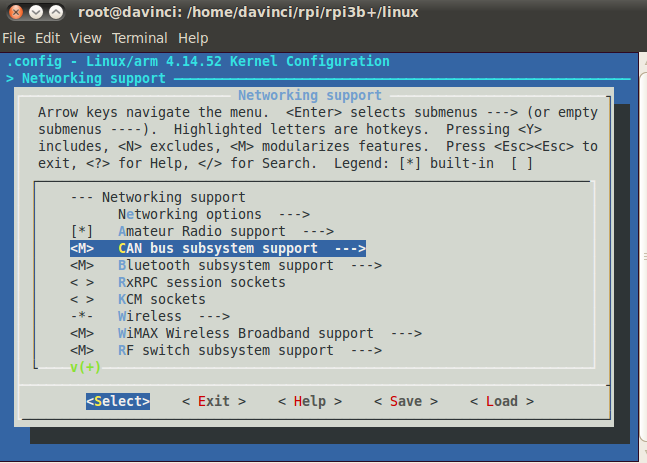 root@davinci: /home/davinci/rpi/rpi3b+/linux
File Edit View Terminal Help
.config - Linux/arm 4.14.52 Kernel Configuration
> Networking support
Networking support
Arrow keys navigate the menu. <Enter> selects submenus ---> (or empty
submenus ----). Highlighted letters are hotkeys. Pressing <Y>
includes, <N> excludes, <M> modularizes features. Press <Esc><Esc> to
exit, <?> for Help, </> for Search. Legend: [*] built-in [ ]
--- Networking support
Networking options --->
[*] Amateur Radio support --->
<M> CAN bus subsystem support --->
<M> Bluetooth subsystem support --->
< > RxRPC session sockets
< > KCM sockets
-*- Wireless --->
<M> WiMAX Wireless Broadband support --->
<M> RF switch subsystem support --->
v(+)
<Select> < Exit > < Help > < Save > < Load >